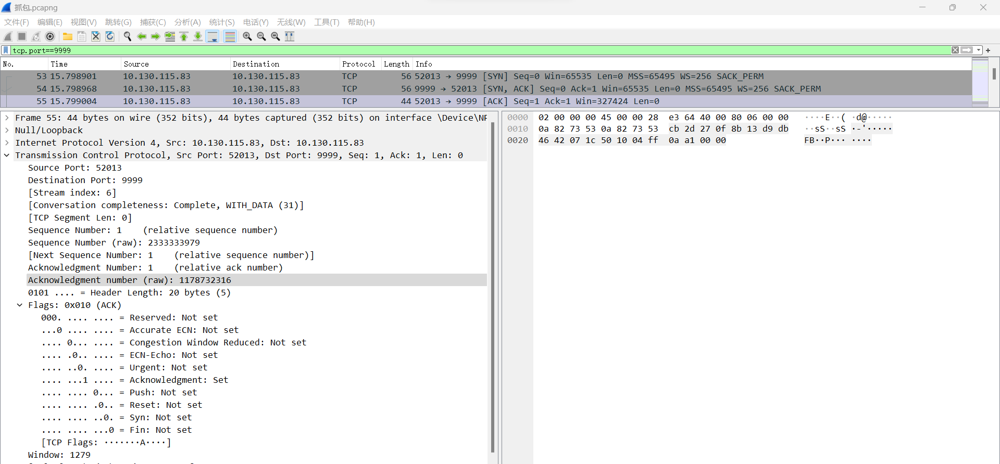 抓包.pcapng
文件(F) 编辑(E) 视图(V) 跳转(G) 捕获(C) 分析(A) 统计(S) 电话(Y) 无线(W) 工具(T) 帮助(H)
tcp.port==9999
No. Time Source Destination Protocol Length Info
53 15.798901 10.130.115.83 10.130.115.83 TCP 56 52013 → 9999 [SYN] Seq=0 Win=65535 Len=0 MSS=65495 WS=256 SACK_PERM
54 15.798968 10.130.115.83 10.130.115.83 TCP 56 9999 → 52013 [SYN, ACK] Seq=0 Ack=1 Win=65535 Len=0 MSS=65495 WS=256 SACK_PERM
55 15.799004 10.130.115.83 10.130.115.83 TCP 44 52013 → 9999 [ACK] Seq=1 Ack=1 Win=327424 Len=0
Frame 55: 44 bytes on wire (352 bits), 44 bytes captured (352 bits) on interface \Device\NF
Null/Loopback
Internet Protocol Version 4, Src: 10.130.115.83, Dst: 10.130.115.83
Transmission Control Protocol, Src Port: 52013, Dst Port: 9999, Seq: 1, Ack: 1, Len: 0
Source Port: 52013
Destination Port: 9999
[Stream index: 6]
[Conversation completeness: Complete, WITH_DATA (31)]
[TCP Segment Len: 0]
Sequence Number: 1    (relative sequence number)
Sequence Number (raw): 2333333979
[Next Sequence Number: 1    (relative sequence number)]
Acknowledgment Number: 1    (relative ack number)
Acknowledgment number (raw): 1178732316
0101 .... = Header Length: 20 bytes (5)
Flags: 0x010 (ACK)
000. .... .... = Reserved: Not set
...0 .... .... = Accurate ECN: Not set
.... 0... .... = Congestion Window Reduced: Not set
.... .0.. .... = ECN-Echo: Not set
.... ..0. .... = Urgent: Not set
.... ...1 .... = Acknowledgment: Set
.... .... 0... = Push: Not set
.... .... .0.. = Reset: Not set
.... .... ..0. = Syn: Not set
.... .... ...0 = Fin: Not set
[TCP Flags: ·······A····]
Window: 1279
0000 02 00 00 00 45 00 00 28 e3 64 40 00 80 06 00 00 ····E··( ·d@·····
0010 0a 82 73 53 0a 82 73 53 cb 2d 27 0f 8b 13 d9 db ··sS··sS ·-'·····
0020 46 42 07 1c 50 10 04 ff 0a a1 00 00 FB··P··· ····